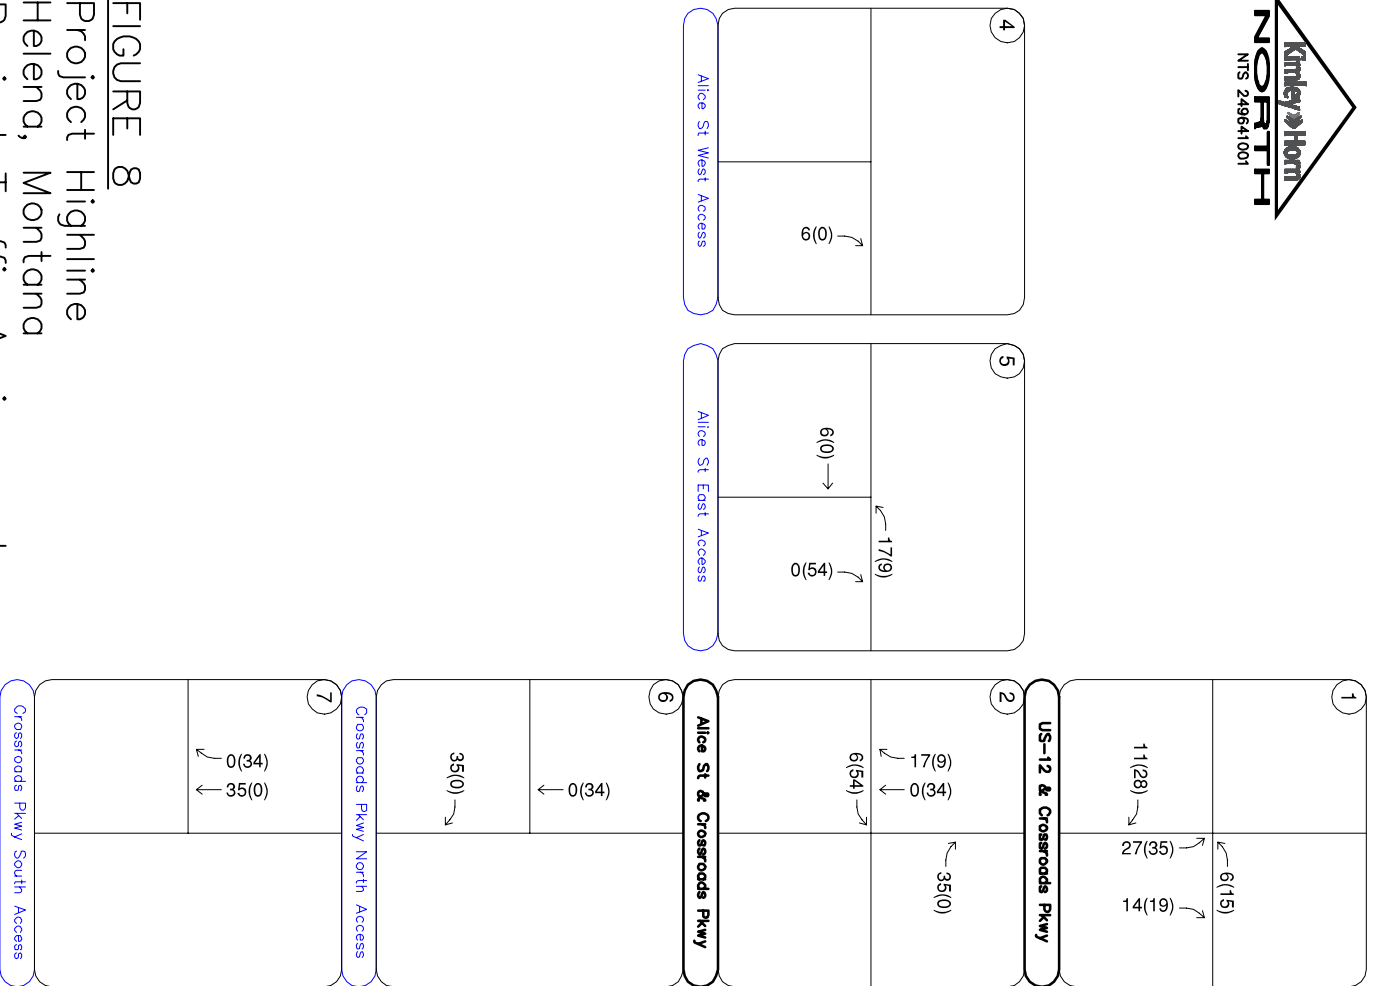 Kimley»Horn
NORTH
NTS 249641001
4
6(0)
Alice St West Access
5
17(9)
6(0)
0(54)
Alice St East Access
1
6(15)
11(28)
27(35)
14(19)
US-12 & Crossroads Pkwy
2
35(0)
17(9)
0(34)
6(54)
Alice St & Crossroads Pkwy
6
0(34)
35(0)
Crossroads Pkwy North Access
7
0(34)
35(0)
Crossroads Pkwy South Access
FIGURE 8
Project Highline
Helena, Montana